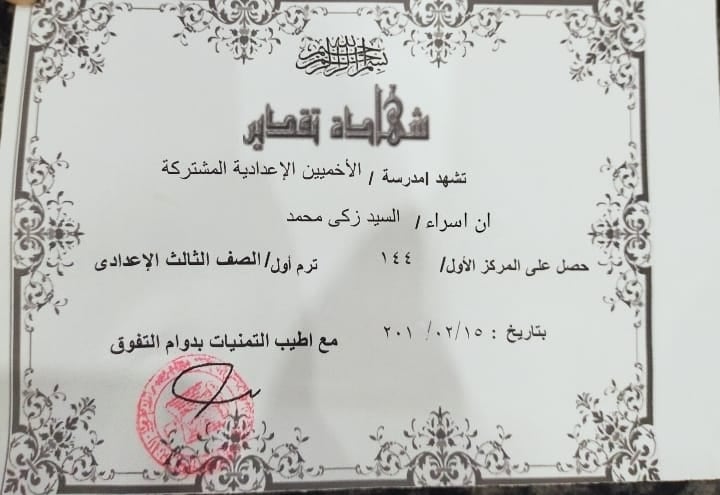 بسم الله الرحمن الرحيم
شهادة تقدير
تشهد امدرسة / الأخميين الإعدادية المشتركة
ان اسراء / السيد زكى محمد
حصل على المركز الأول/ ١٤٤ ترم أول/ الصف الثالث الإعدادى
بتاريخ : ٢٠١ /٠٢/١٥
مع اطيب التمنيات بدوام التفوق